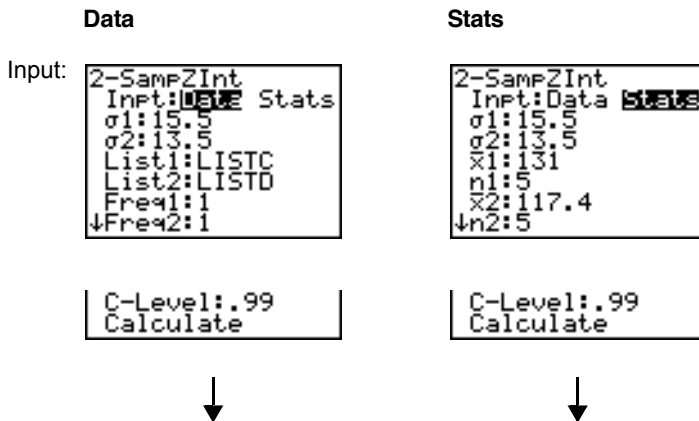 Data
Stats
Input:
2-SampZInt
Inpt:Data Stats
σ1:15.5
σ2:13.5
List1:LISTC
List2:LISTD
Freq1:1
↓Freq2:1
C-Level:.99
Calculate
2-SampZInt
Inpt:Data Stats
σ1:15.5
σ2:13.5
x̄1:131
n1:5
x̄2:117.4
↓n2:5
C-Level:.99
Calculate